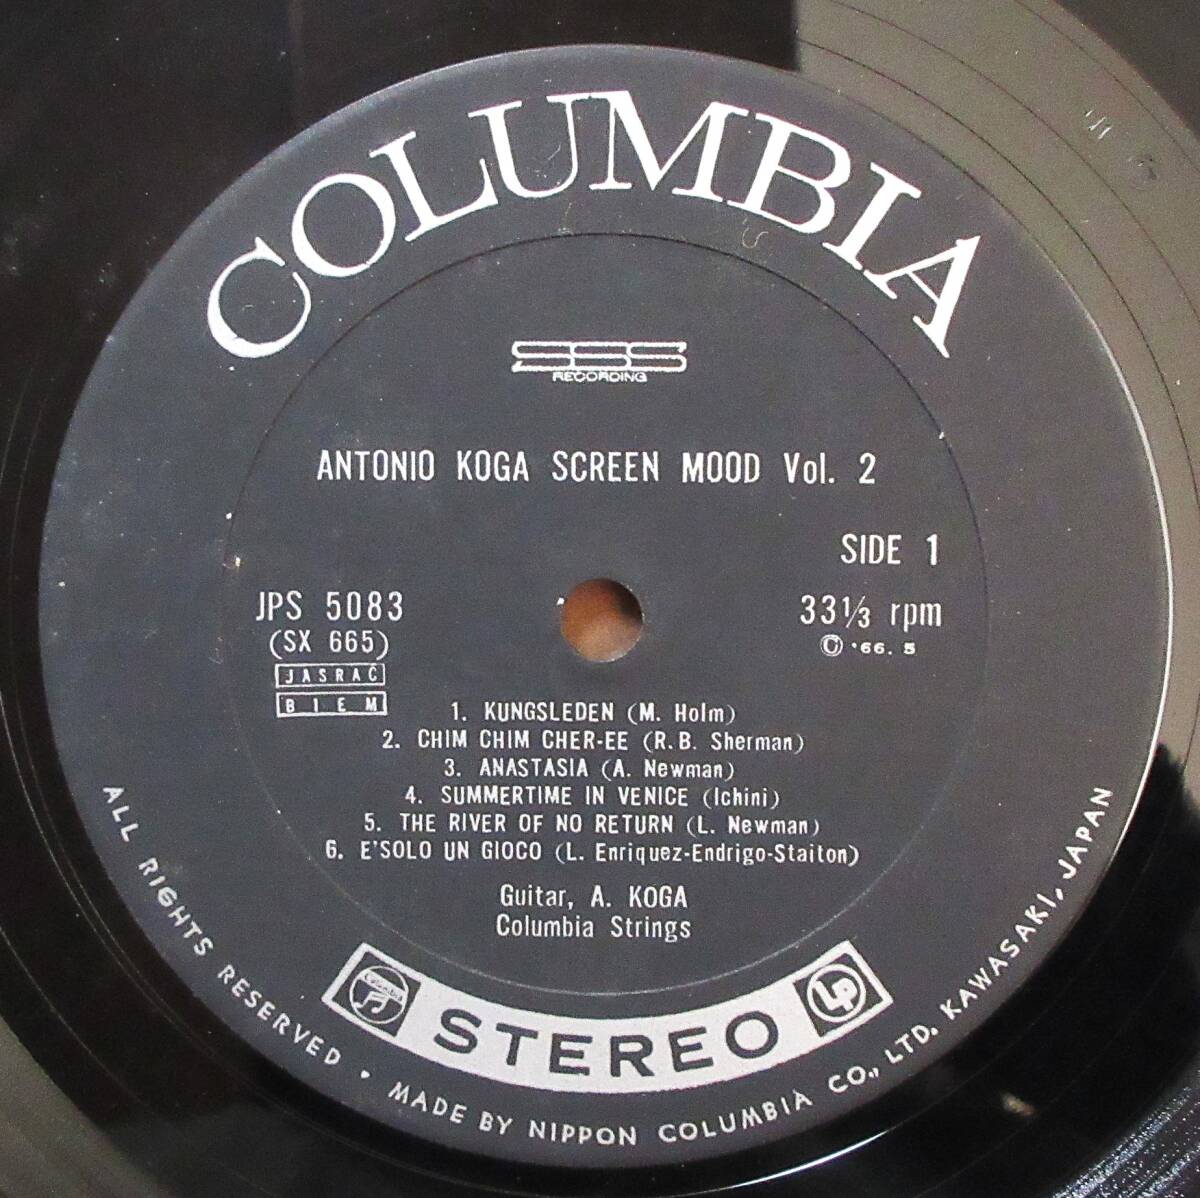 COLUMBIA
SSS
RECORDING
ANTONIO KOGA SCREEN MOOD Vol. 2
SIDE 1
JPS 5083
(SX 665)
JASRAC
BIEM
33⅓ rpm
Ⓒ '66. 5
1. KUNGSLEDEN (M. Holm)
2. CHIM CHIM CHER-EE (R.B. Sherman)
3. ANASTASIA (A. Newman)
4. SUMMERTIME IN VENICE (Ichini)
5. THE RIVER OF NO RETURN (L. Newman)
6. E'SOLO UN GIOCO (L. Enriquez-Endrigo-Staiton)
Guitar, A. KOGA
Columbia Strings
Columbia
STEREO
LP
ALL RIGHTS RESERVED • MADE BY NIPPON COLUMBIA CO., LTD. KAWASAKI, JAPAN